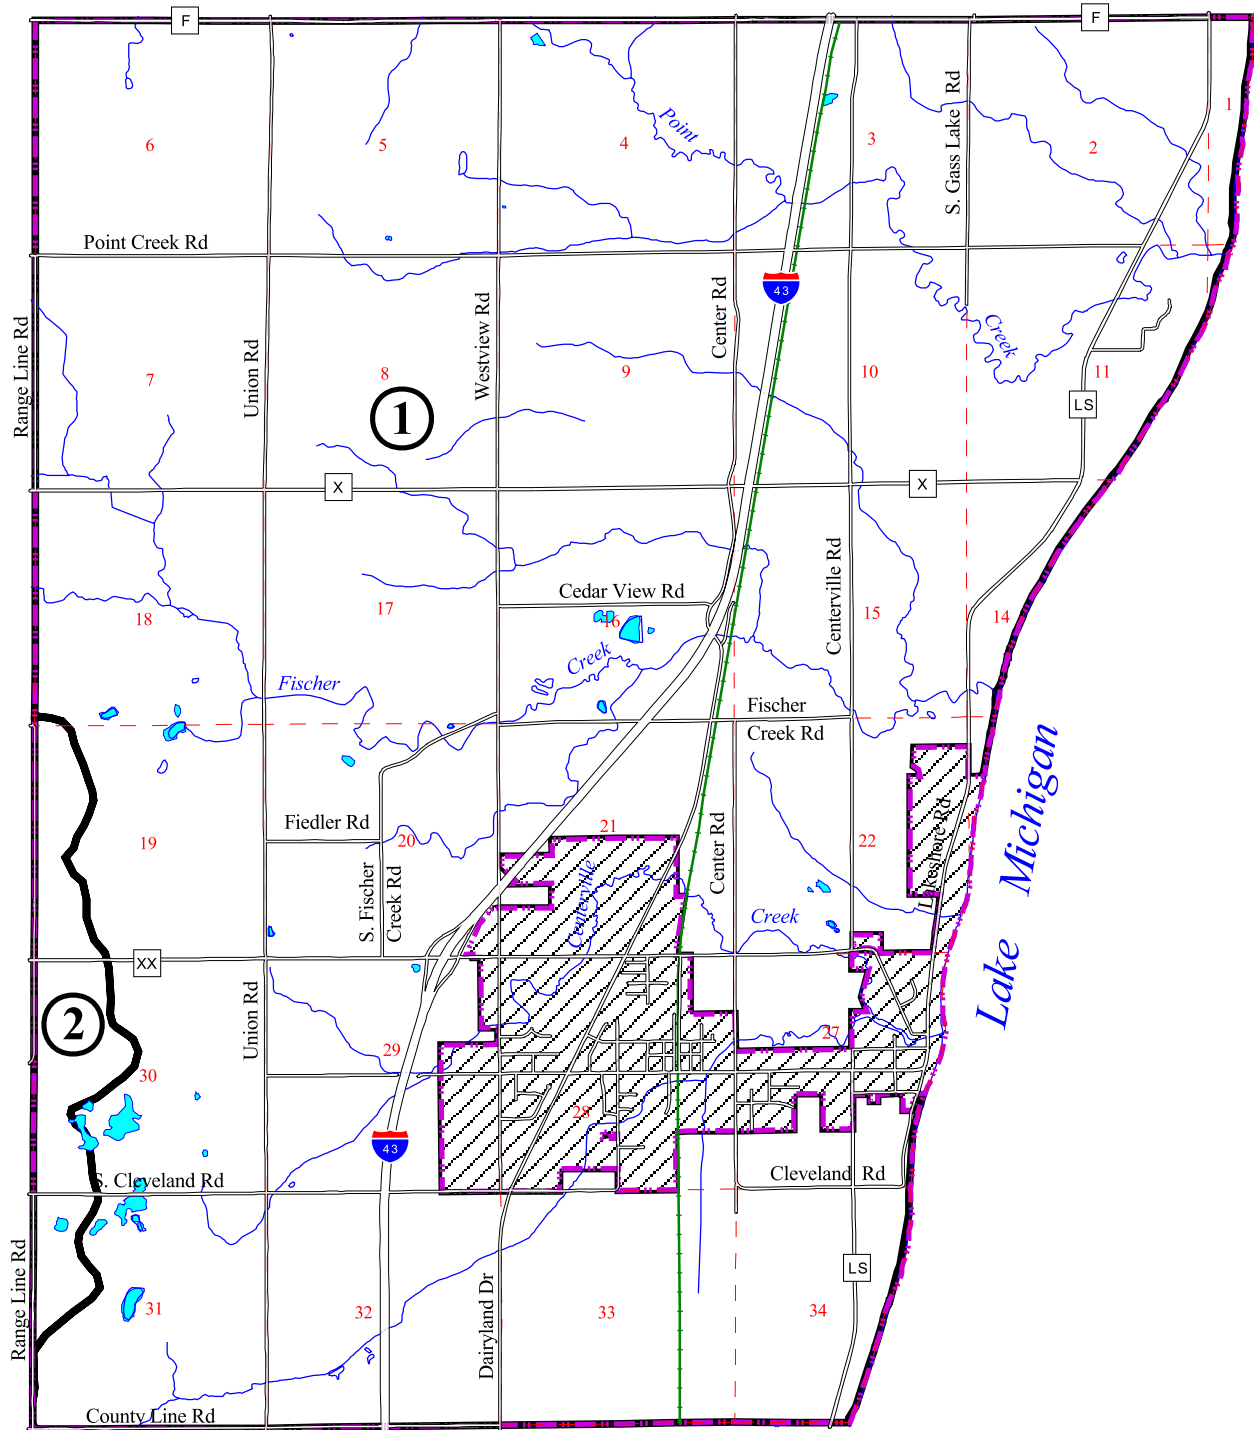 F
F
1
6
5
4
Point
3
S. Gass Lake Rd
2
Point Creek Rd
Range Line Rd
Union Rd
Westview Rd
Center Rd
43
Creek
7
8
9
10
11
1
LS
X
X
Cedar View Rd
Centerville Rd
18
17
16
15
14
Fischer
Creek
Fischer
Creek Rd
Lake Michigan
Fiedler Rd
19
20
21
22
S. Fischer
Creek Rd
Centerville
Center Rd
Creek
Lakeshore Rd
XX
2
Union Rd
29
27
30
28
43
S. Cleveland Rd
Cleveland Rd
Range Line Rd
LS
31
32
Dairyland Dr
33
34
County Line Rd